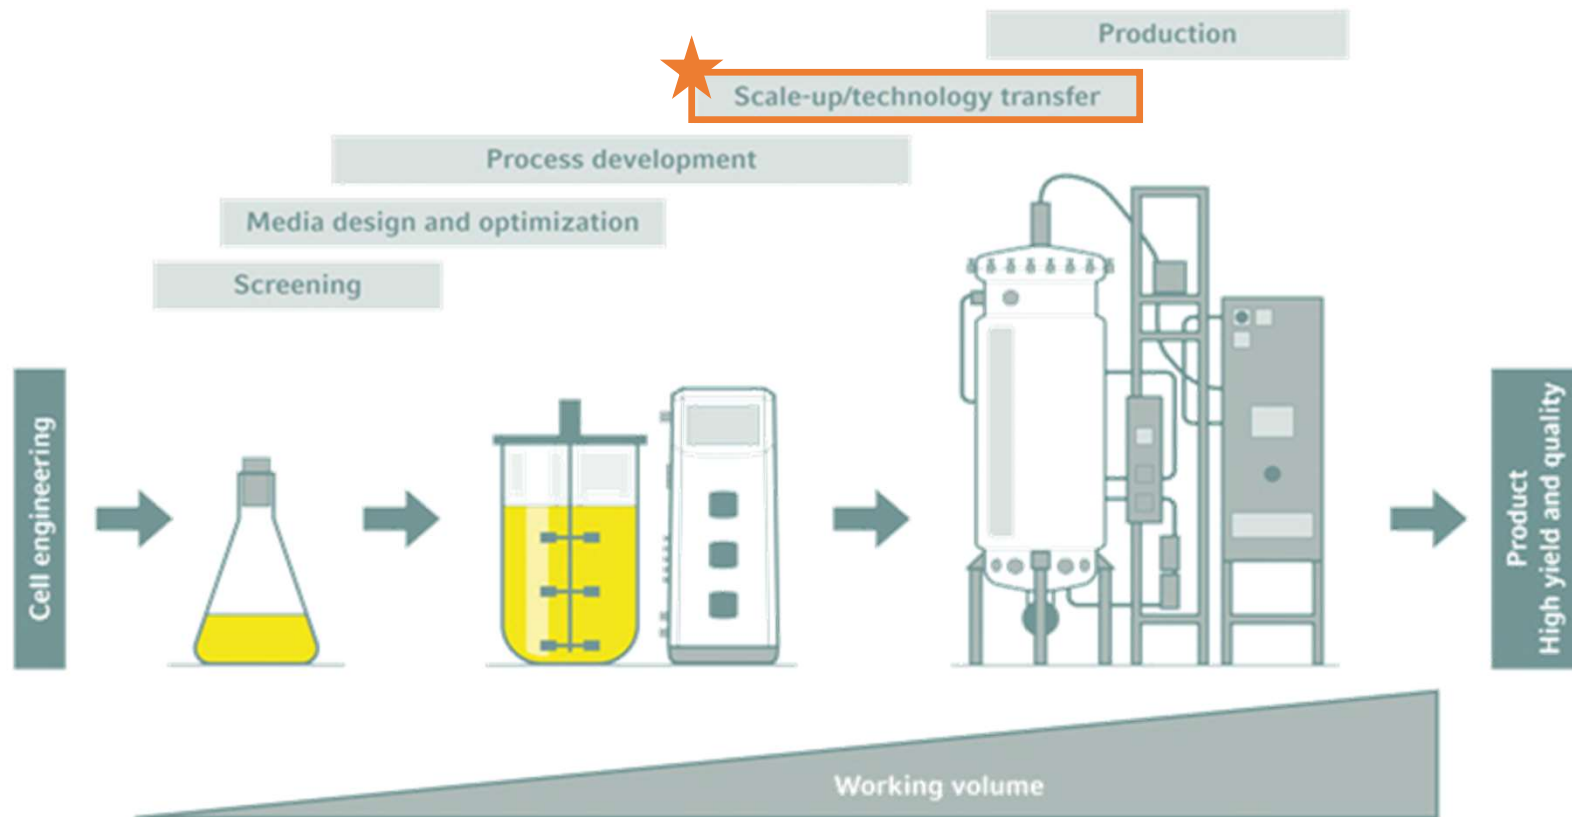 Production
Scale-up/technology transfer
Process development
Media design and optimization
Screening
Cell engineering
Product
High yield and quality
Working volume